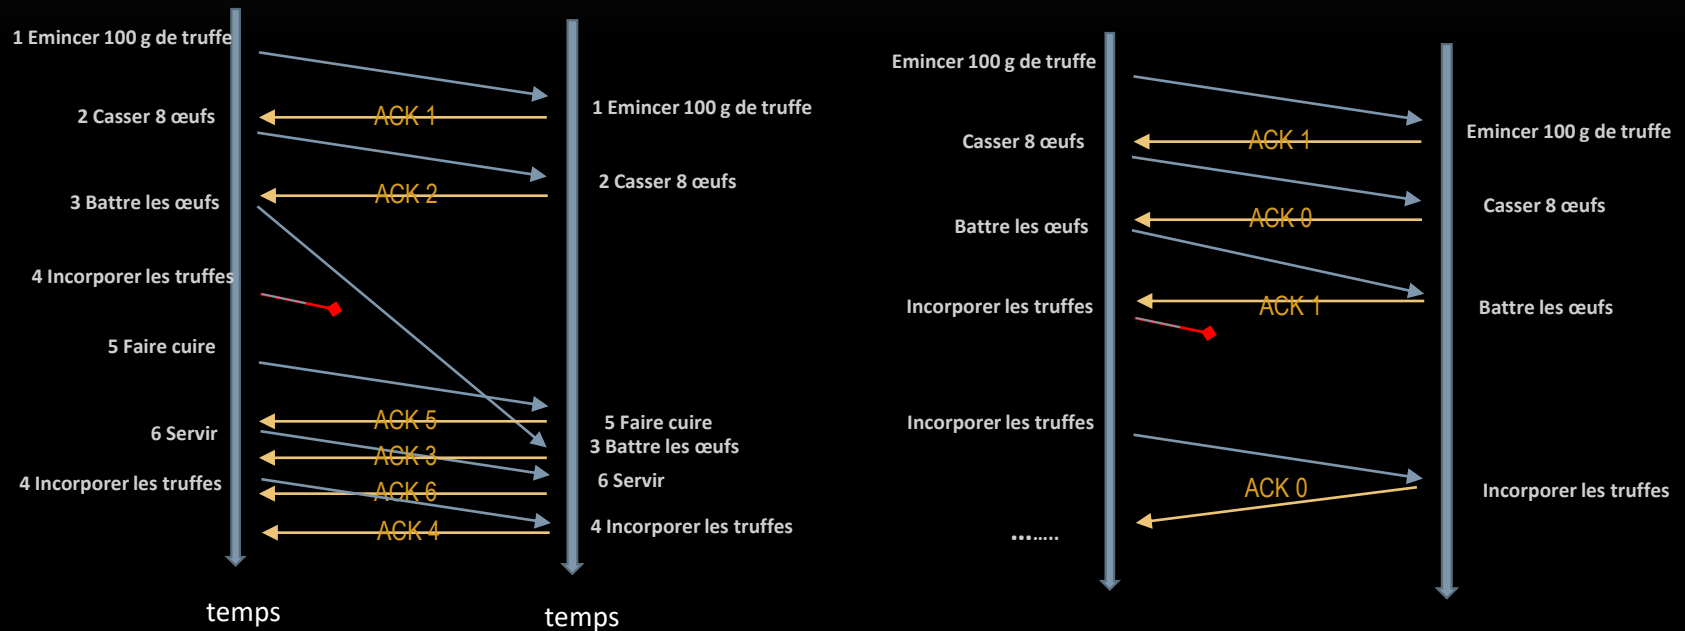 1 Emincer 100 g de truffe
1 Emincer 100 g de truffe
2 Casser 8 œufs
ACK 1
2 Casser 8 œufs
ACK 2
3 Battre les œufs
4 Incorporer les truffes
5 Faire cuire
ACK 5
5 Faire cuire
6 Servir
3 Battre les œufs
ACK 3
6 Servir
4 Incorporer les truffes
ACK 6
4 Incorporer les truffes
ACK 4
temps
temps
Emincer 100 g de truffe
Emincer 100 g de truffe
Casser 8 œufs
ACK 1
Casser 8 œufs
ACK 0
Battre les œufs
Incorporer les truffes
ACK 1
Battre les œufs
Incorporer les truffes
ACK 0
Incorporer les truffes
........